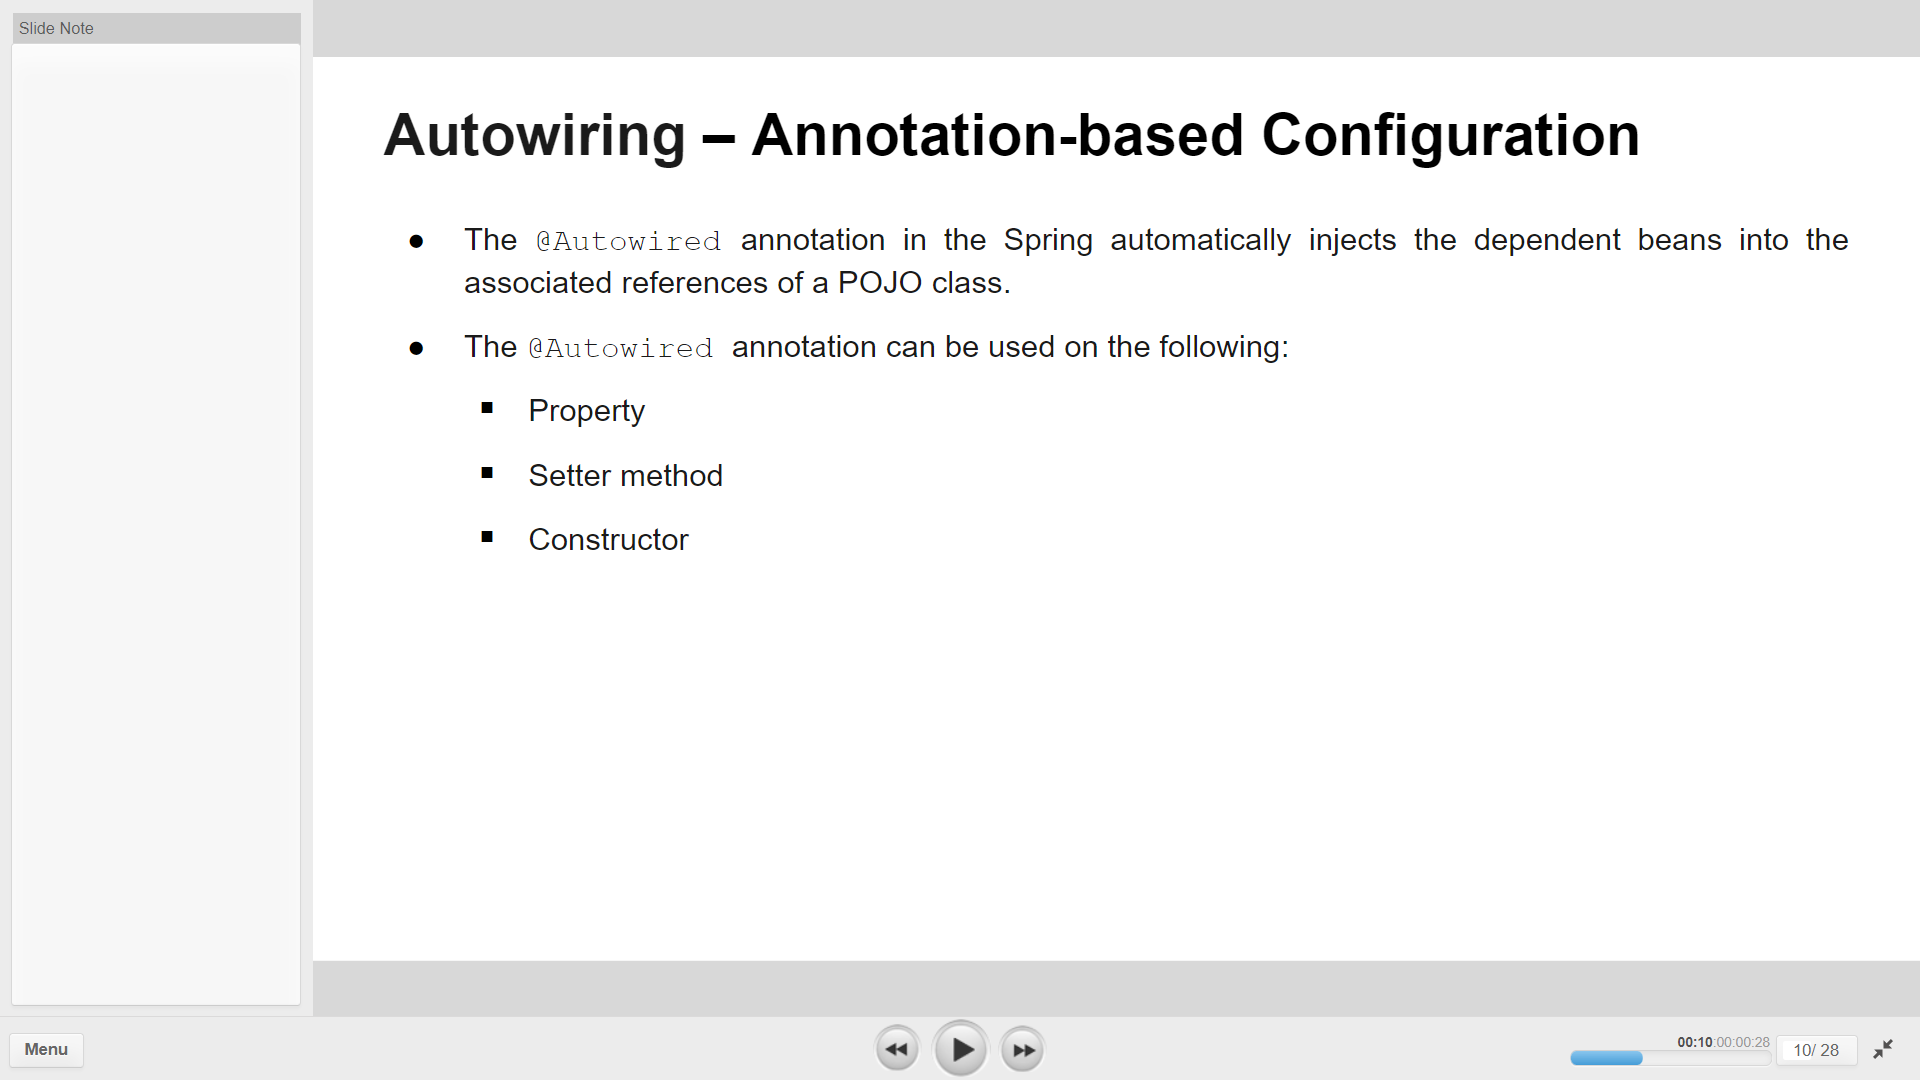 Slide Note
Autowiring – Annotation-based Configuration
● The @Autowired annotation in the Spring automatically injects the dependent beans into the
associated references of a POJO class.
● The @Autowired annotation can be used on the following:
▪ Property
▪ Setter method
▪ Constructor
Menu
00:10:00:00:28
10/ 28